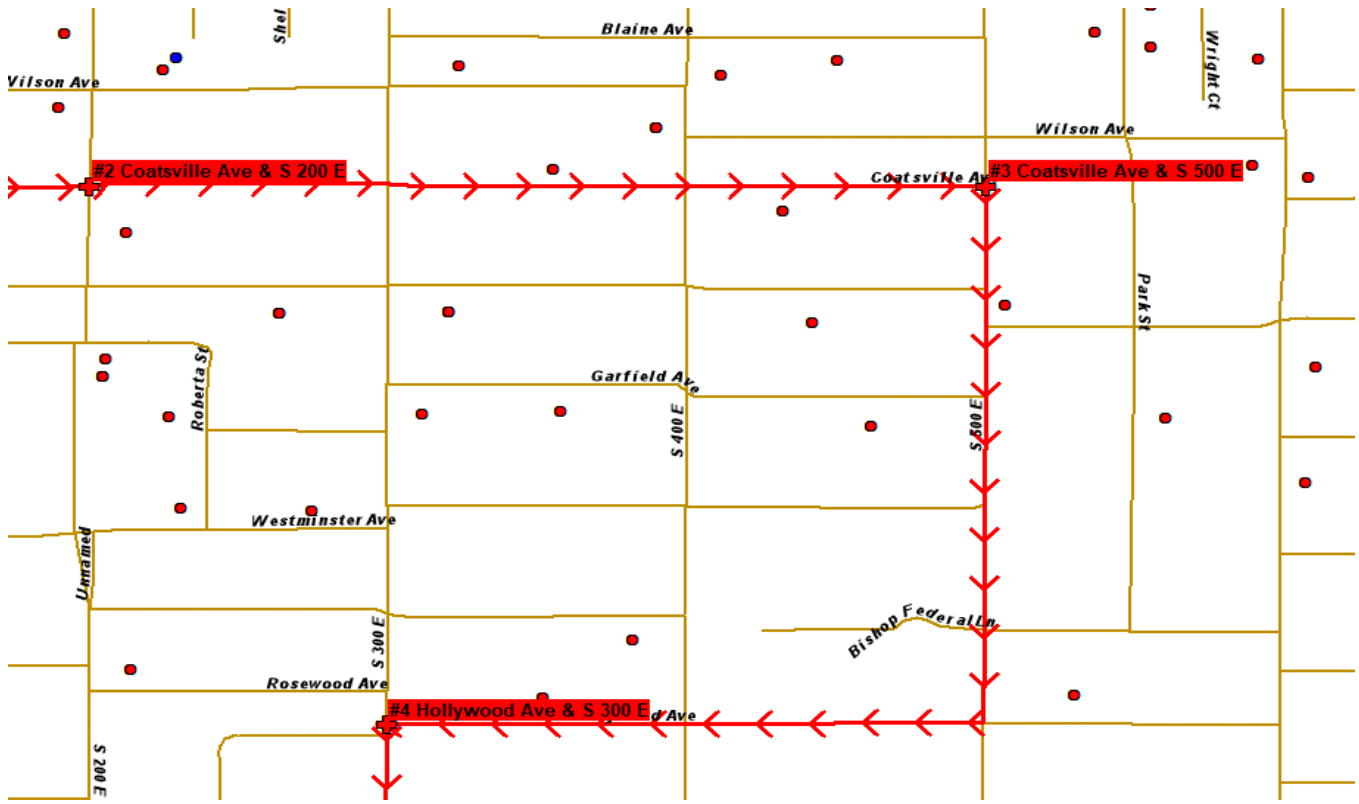 Shel
Blaine Ave
Wright Ct
Wilson Ave
Wilson Ave
#2 Coatsville Ave & S 200 E
Coatsville Av
#3 Coatsville Ave & S 500 E
Park St
Roberta St
Garfield Ave
S 400 E
S 500 E
Westminster Ave
Unnamed
Bishop Federal Ln
S 300 E
Rosewood Ave
#4 Hollywood Ave & S 300 E
d Ave
S 200 E